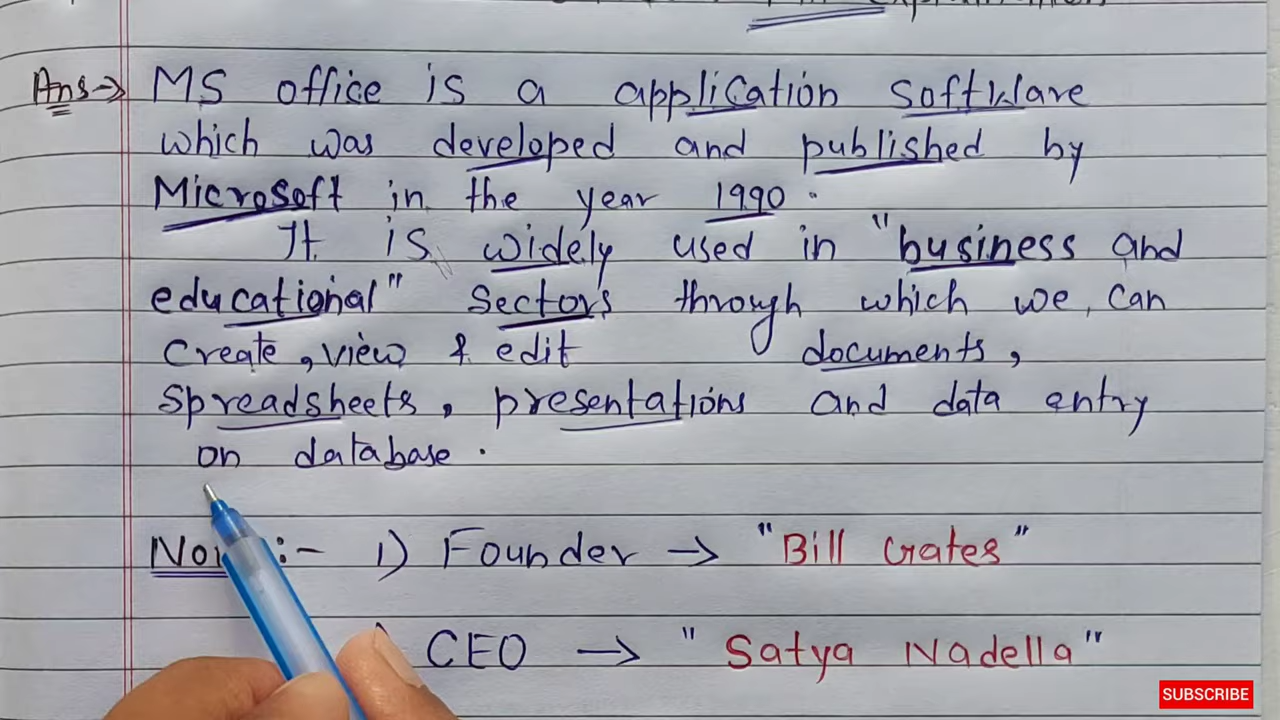 Ans→ MS office is a application software
which was developed and published by
Microsoft in the year 1990.
It is widely used in "business and
educational" sectors through which we can
create, view & edit documents,
spreadsheets, presentations and data entry
on database.
:- 1) Founder → "Bill Gates"
CEO → "Satya Nadella"
SUBSCRIBE